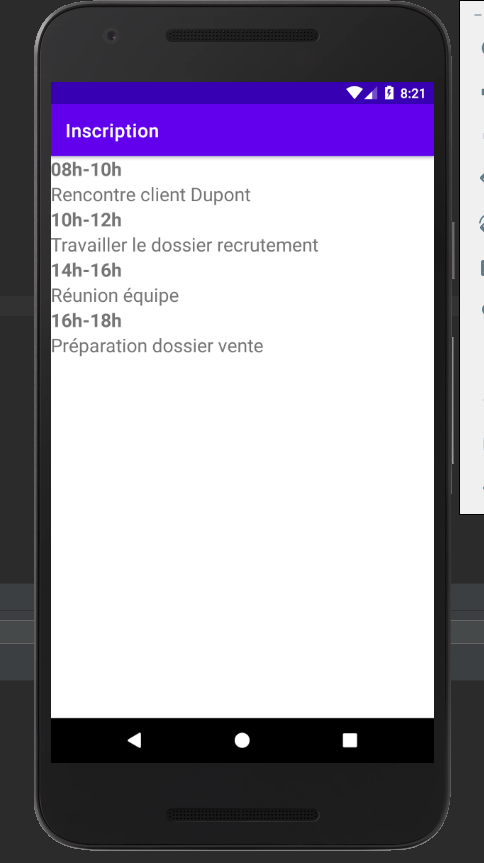 8:21
Inscription
08h-10h
Rencontre client Dupont
10h-12h
Travailler le dossier recrutement
14h-16h
Réunion équipe
16h-18h
Préparation dossier vente